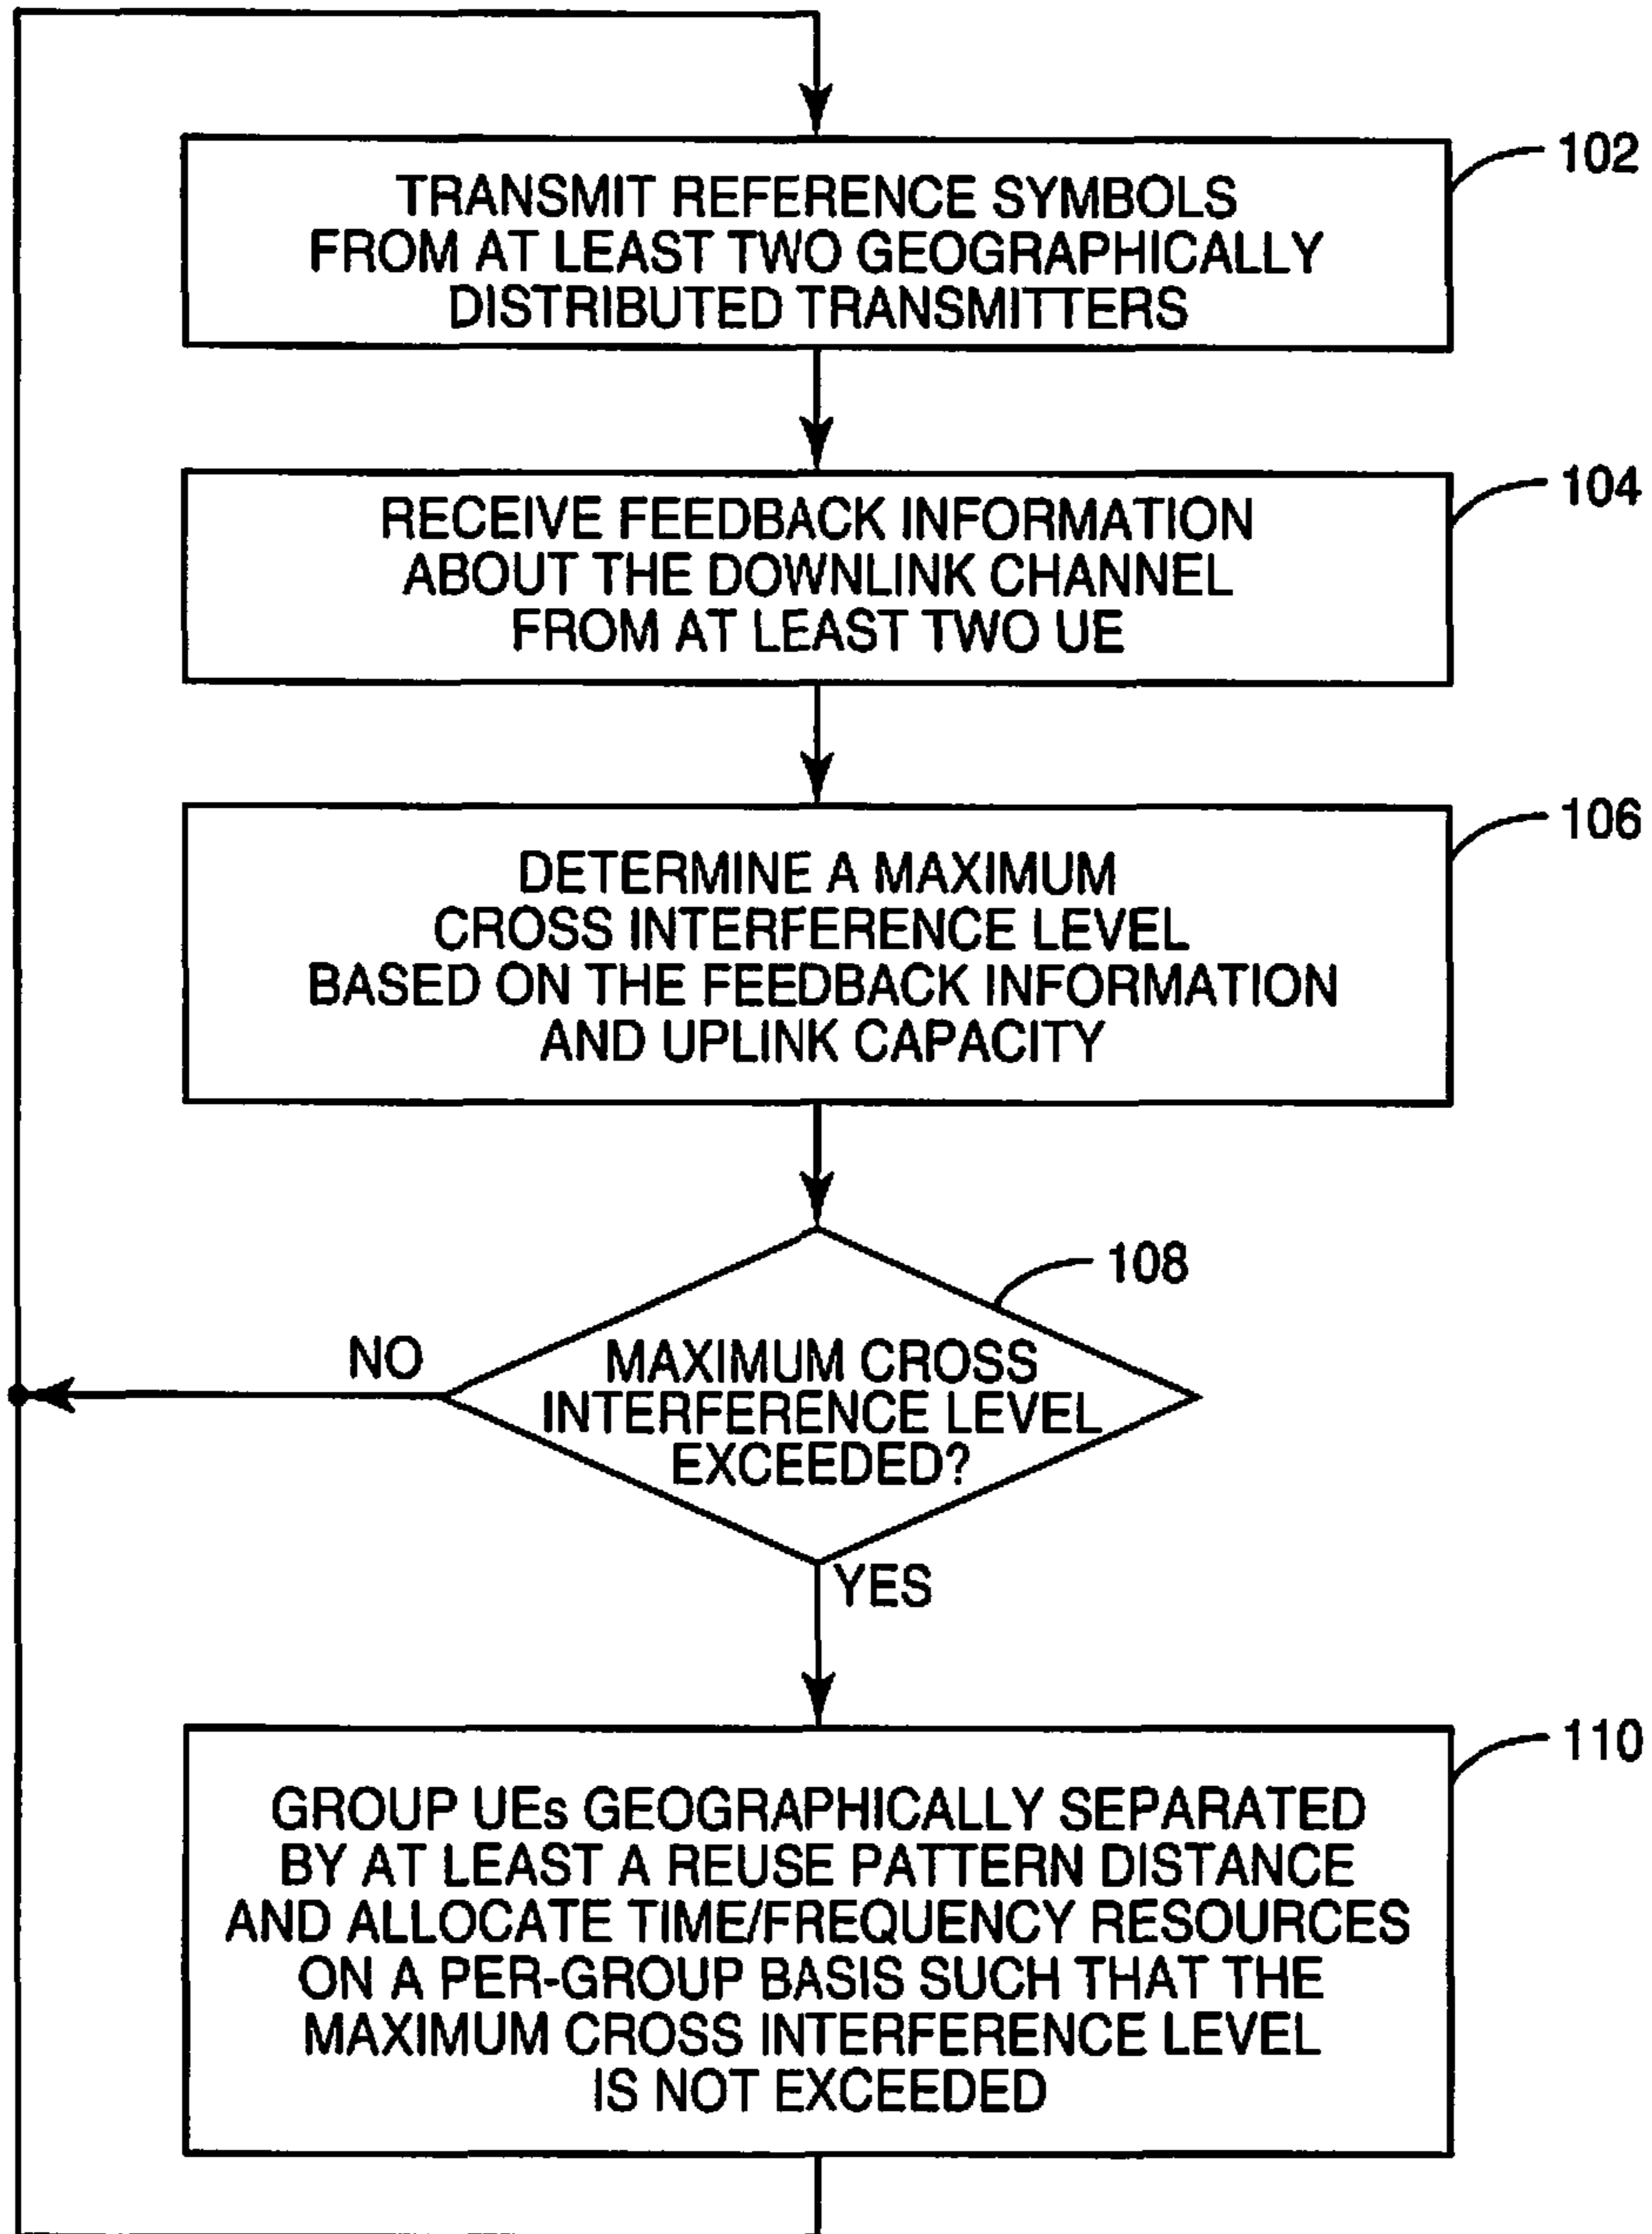 102
TRANSMIT REFERENCE SYMBOLS
FROM AT LEAST TWO GEOGRAPHICALLY
DISTRIBUTED TRANSMITTERS
104
RECEIVE FEEDBACK INFORMATION
ABOUT THE DOWNLINK CHANNEL
FROM AT LEAST TWO UE
106
DETERMINE A MAXIMUM
CROSS INTERFERENCE LEVEL
BASED ON THE FEEDBACK INFORMATION
AND UPLINK CAPACITY
108
NO
MAXIMUM CROSS
INTERFERENCE LEVEL
EXCEEDED?
YES
110
GROUP UEs GEOGRAPHICALLY SEPARATED
BY AT LEAST A REUSE PATTERN DISTANCE
AND ALLOCATE TIME/FREQUENCY RESOURCES
ON A PER-GROUP BASIS SUCH THAT THE
MAXIMUM CROSS INTERFERENCE LEVEL
IS NOT EXCEEDED